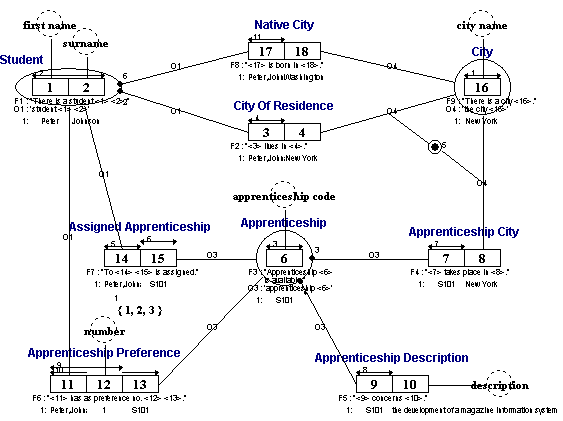 first name
surname
Student
2
1 2
6
F1 : "There is a student <1> <2>."
O1 : 'student <1> <2>'
1: Peter Johnson
Native City
11
17 18
F8 : "<17> is born in <18>."
1: Peter,John Washington
city name
City
1
16
F9 : "There is a city <16>."
O4 : 'the city <16>'
1: New York
O1
O4
City Of Residence
4
3 4
F2 : "<3> lives in <4>."
1: Peter,John New York
O1
O4
5
O4
O1
O1
apprenticeship code
Assigned Apprenticeship
5 6
14 15
F7 : "To <14> <15> is assigned."
1: Peter,John: S101
1
{ 1, 2, 3 }
O3
Apprenticeship
3
6
3
F3 : "Apprenticeship <6>
is available."
O3 : 'apprenticeship <6>'
1: S101
O3
Apprenticeship City
7
7 8
F4 : "<7> takes place in <8>."
1: S101 New York
O3
O3
number
Apprenticeship Preference
9
10
11 12 13
F6 : "<11> has as preference no. <12> <13>."
1: Peter,John: 1 S101
Apprenticeship Description
8
9 10
description
F5 : "<9> concerns <10>."
1: S101 the development of a magazine information system